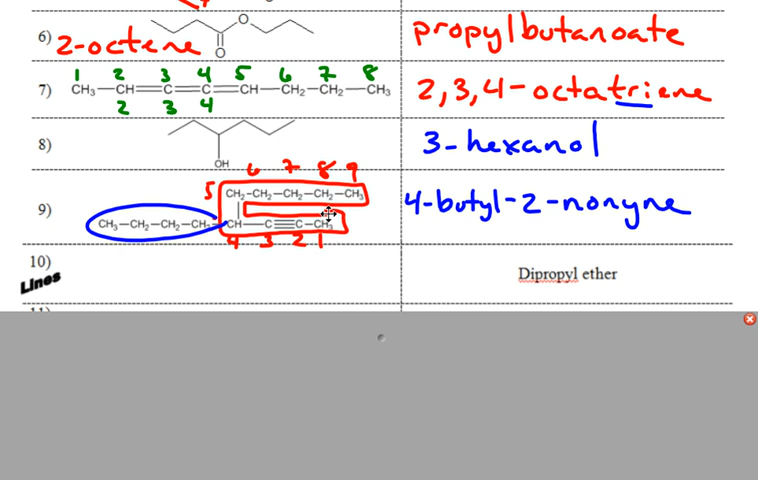 O
6)
2-octene
O
propylbutanoate
1 2 3 4 5 6 7 8
7)
CH₃—CH═C═C═CH—CH₂—CH₂—CH₃
2 3 4
2,3,4-octatriene
8)
OH
3-hexanol
6 7 8 9
5 CH₂-CH₂-CH₂-CH₂-CH₃
9)
CH₃-CH₂-CH₂-CH₂-CH—C≡C-CH₃
4 3 2 1
4-butyl-2-nonyne
10)
Lines
Dipropyl ether